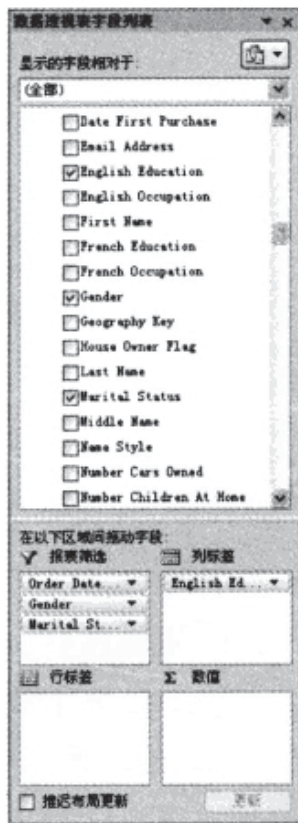 数据透视表字段列表
显示的字段相对于:
(全部)
Date First Purchase
Email Address
English Education
English Occupation
First Name
French Education
French Occupation
Gender
Geography Key
House Owner Flag
Last Name
Marital Status
Middle Name
Name Style
Number Cars Owned
Number Children At Home
在以下区域间拖动字段:
报表筛选 列标签
Order Date... English Ed...
Gender
Marital St...
行标签 Σ 数值
推迟布局更新 更新